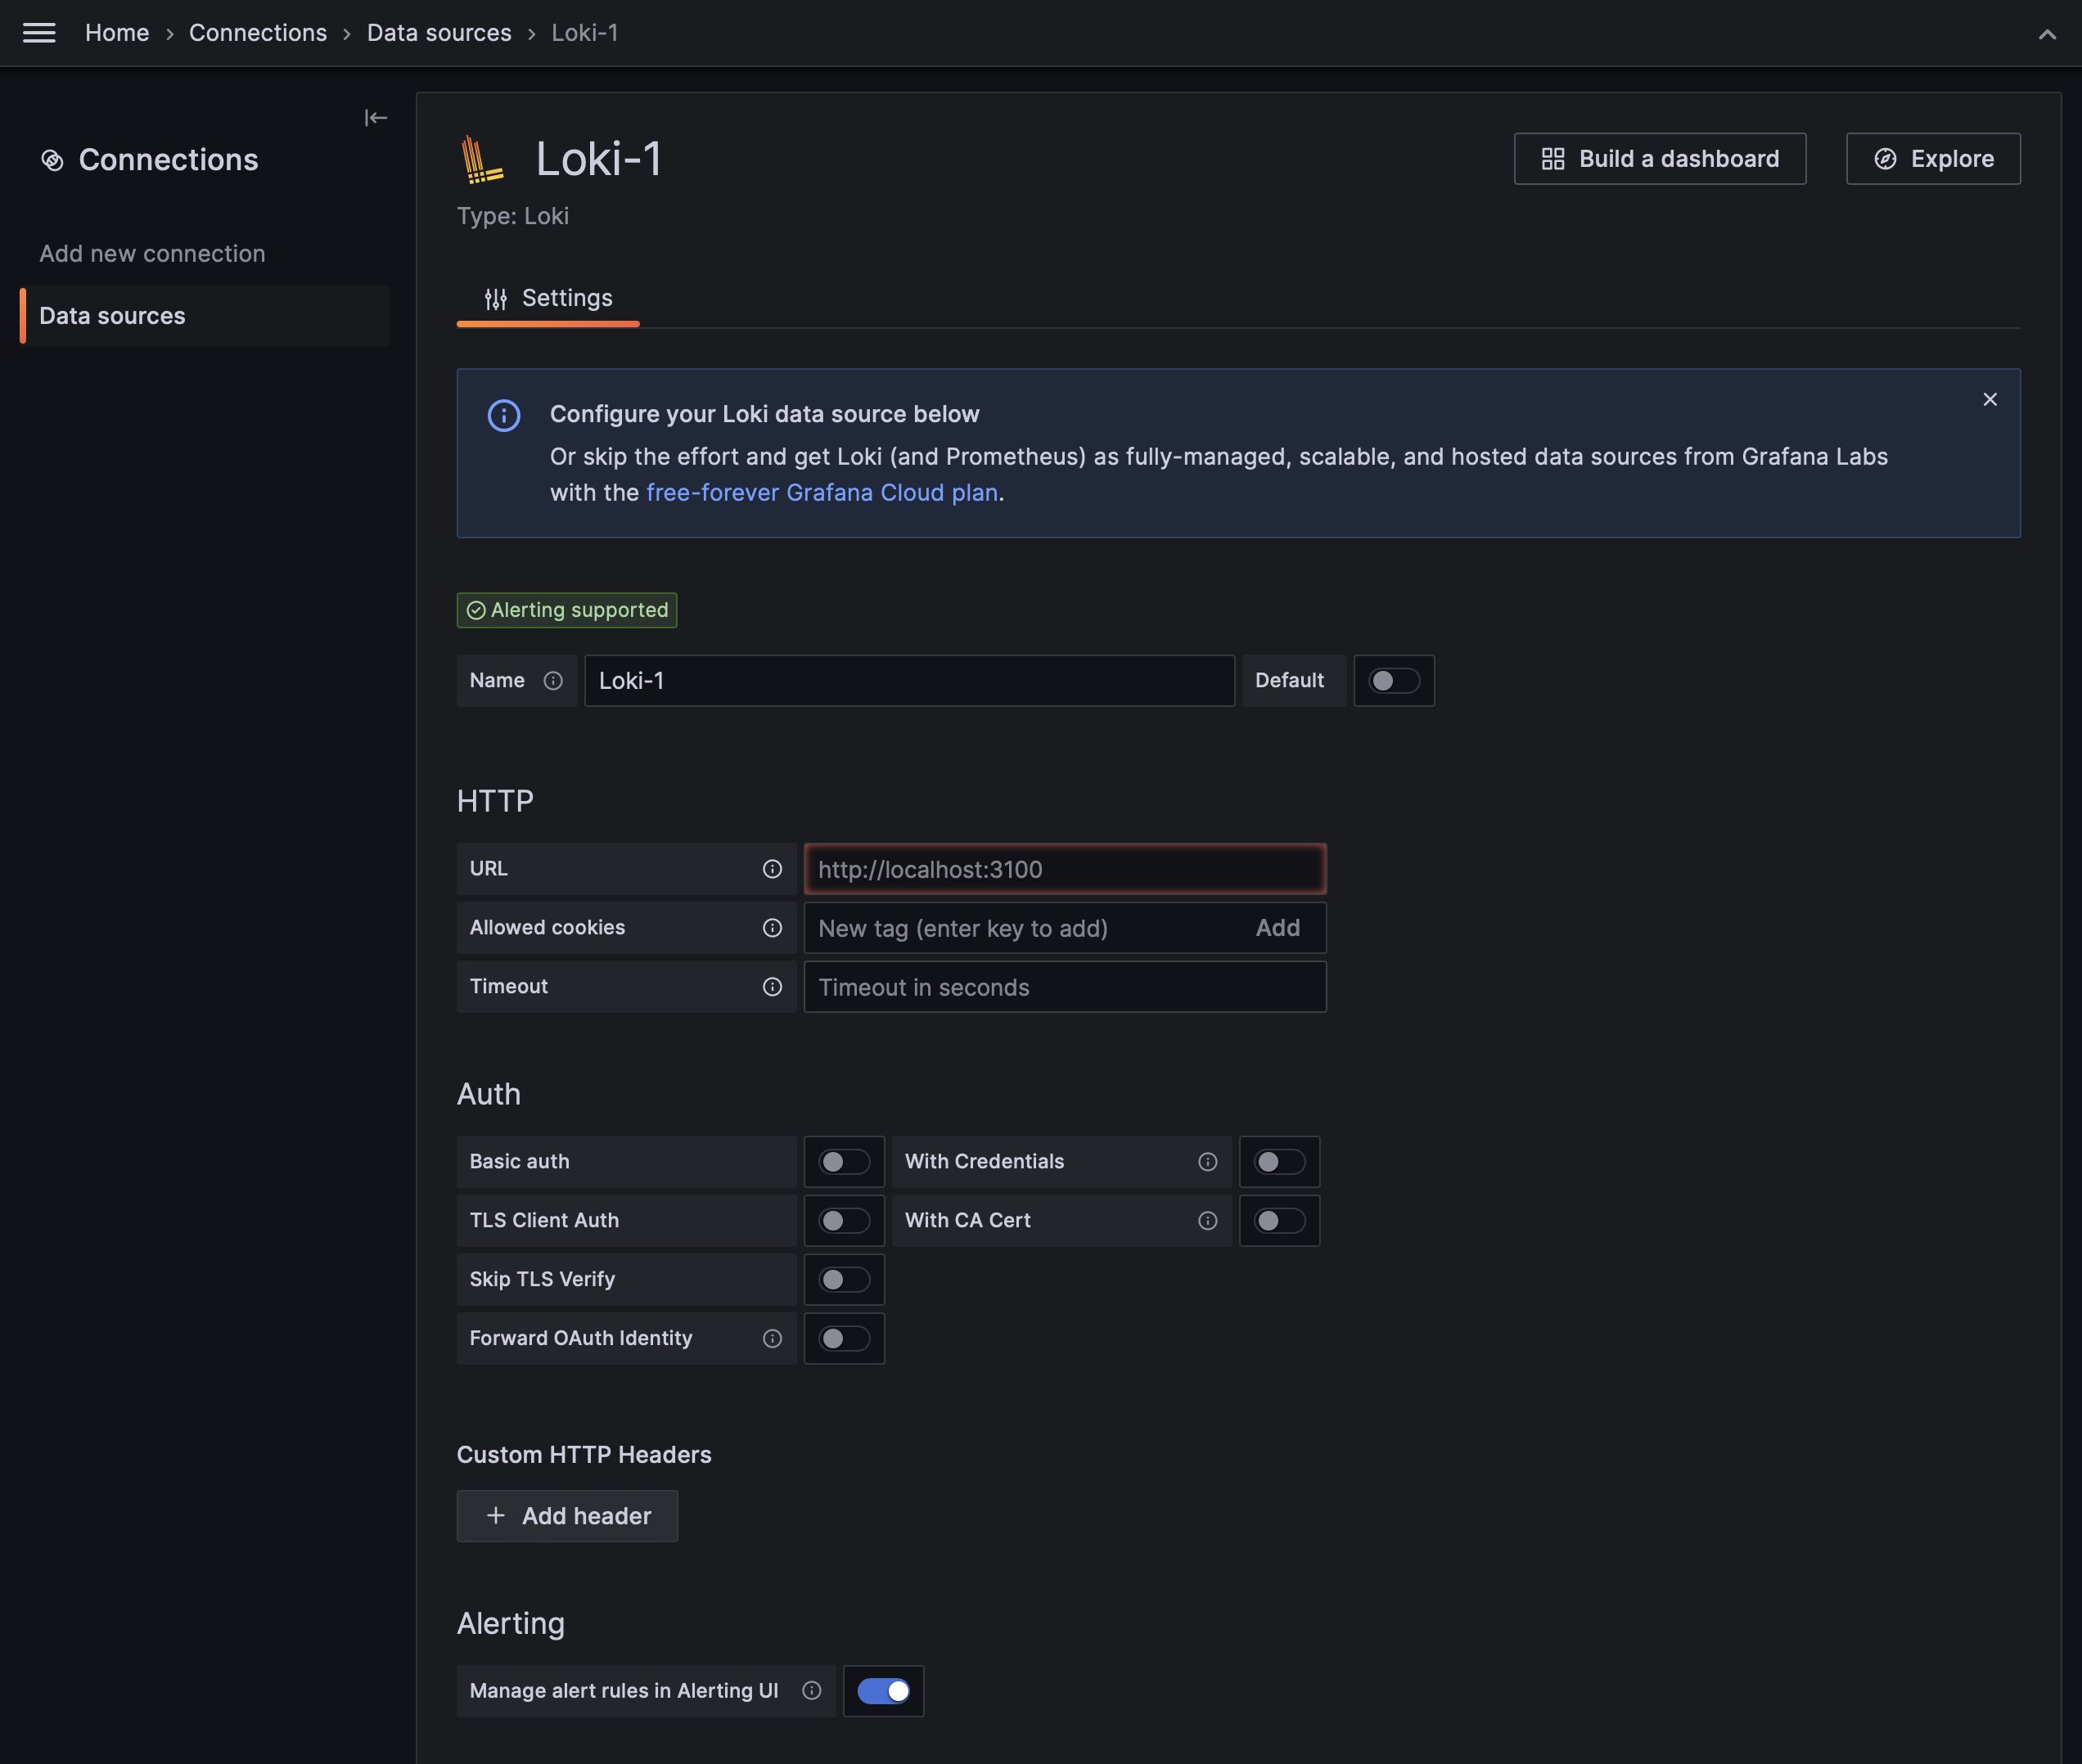 Home › Connections › Data sources › Loki-1
Connections
Add new connection
Data sources
Loki-1
Build a dashboard
Explore
Type: Loki
Settings
Configure your Loki data source below
Or skip the effort and get Loki (and Prometheus) as fully-managed, scalable, and hosted data sources from Grafana Labs
with the free-forever Grafana Cloud plan.
Alerting supported
Name Loki-1 Default
HTTP
URL http://localhost:3100
Allowed cookies New tag (enter key to add) Add
Timeout Timeout in seconds
Auth
Basic auth With Credentials
TLS Client Auth With CA Cert
Skip TLS Verify
Forward OAuth Identity
Custom HTTP Headers
+ Add header
Alerting
Manage alert rules in Alerting UI